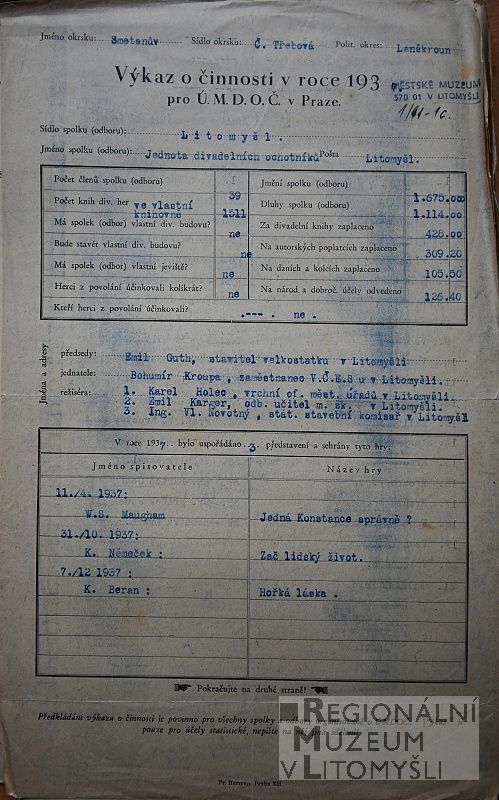 Jméno okrsku: Smetanův Sídlo okrsku: Č. Třebová Polit. okres: Lanškroun
Výkaz o činnosti v roce 193
pro Ú.M.D.O.Č. v Praze.
MĚSTSKÉ MUZEUM
570 01 V LITOMYŠLI
Sídlo spolku (odboru): Litomyšl.
Jméno spolku (odboru): Jednota divadelních ochotníků Pošta Litomyšl.
Počet členů spolku (odboru) 39
Počet knih div. her ve vlastní knihovně 1511
Má spolek (odbor) vlastní div. budovu? ne
Bude stavět vlastní div. budovu? ne
Má spolek (odbor) vlastní jeviště? ne
Herci z povolání účinkovali kolikrát? ne
Kteří herci z povolání účinkovali? .---. ne .
Jmění spolku (odboru) 1.675.00
Dluhy spolku (odboru) 1.114.00
Za divadelní knihy zaplaceno 428.00
Na autorských poplatcích zaplaceno 309.20
Na daních a kolcích zaplaceno 105.50
Na národ. a dobroč. účely odvedeno 126.40
Jména a adresy
předsedy: Emil Guth, stavitel velkostatku v Litomyšli
jednatele: Bohumír Kroupa, zaměstnanec V.Č.E.S u v Litomyšli.
režiséra: 1. Karel Holec, vrchní of. měst. úřadů v Litomyšli.
2. Emil Karger, odb. učitel m. šk. v Litomyšli.
3. Ing. Vl. Novotný, stát. stavební komisař v Litomyšl
V roce 1937.. bylo uspořádáno 3. představení a sehrány tyto hry:
Jméno spisovatele Název hry
11./4. 1937:
W.S. Maugham Jedná Konstance správně ?
31./10. 1937:
K. Němeček : Zač lidský život.
7./12 1937 :
K. Beran : Hořká láska .
Pokračujte na druhé straně!
Předkládání výkazu o činnosti je povinno pro všechny spolky a odbory
pouze pro účely statistické, nepište na něj jiná sdělení.
REGIONÁLNÍ
MUZEUM
V LITOMYŠLI
Fr. Herman, Praha XII.